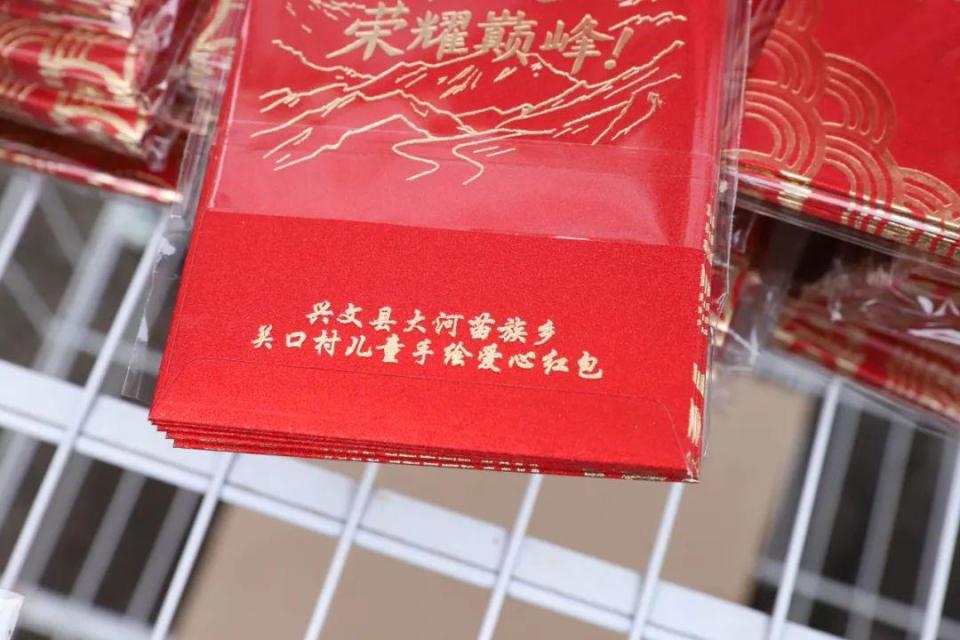 荣耀巅峰!
兴文县大河苗族乡
关口村儿童手绘爱心红包